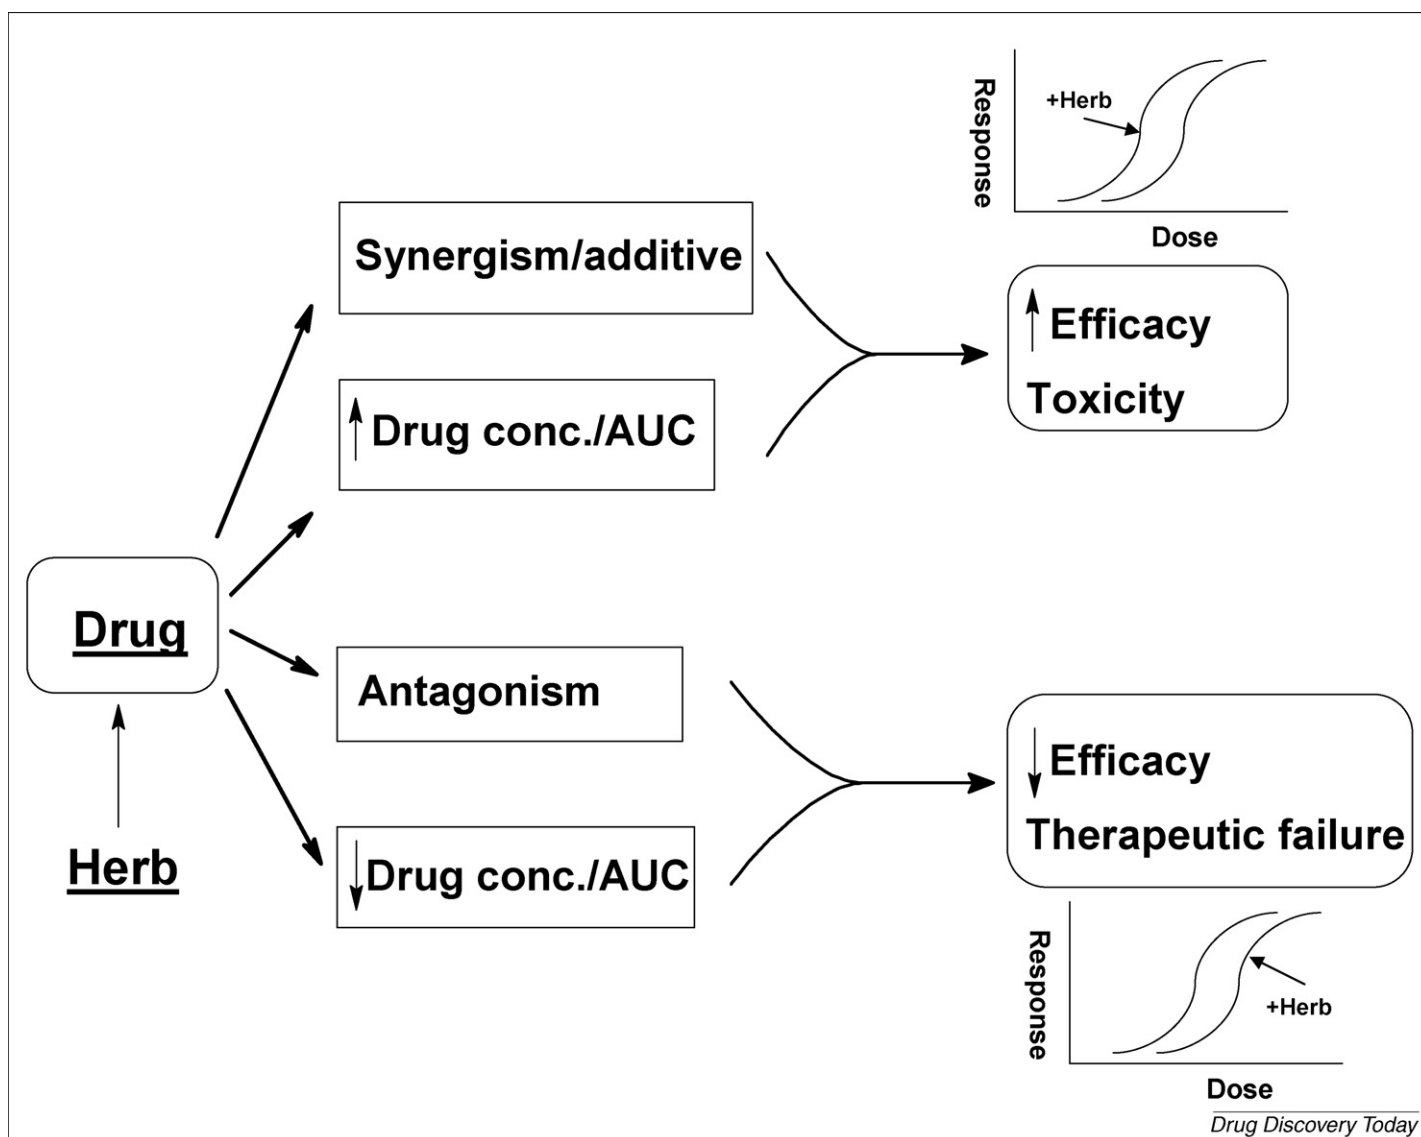 Response
+Herb
Dose
Synergism/additive
↑ Efficacy
Toxicity
↑ Drug conc./AUC
Drug
Herb
Antagonism
↓ Drug conc./AUC
↓ Efficacy
Therapeutic failure
Response
+Herb
Dose
Drug Discovery Today